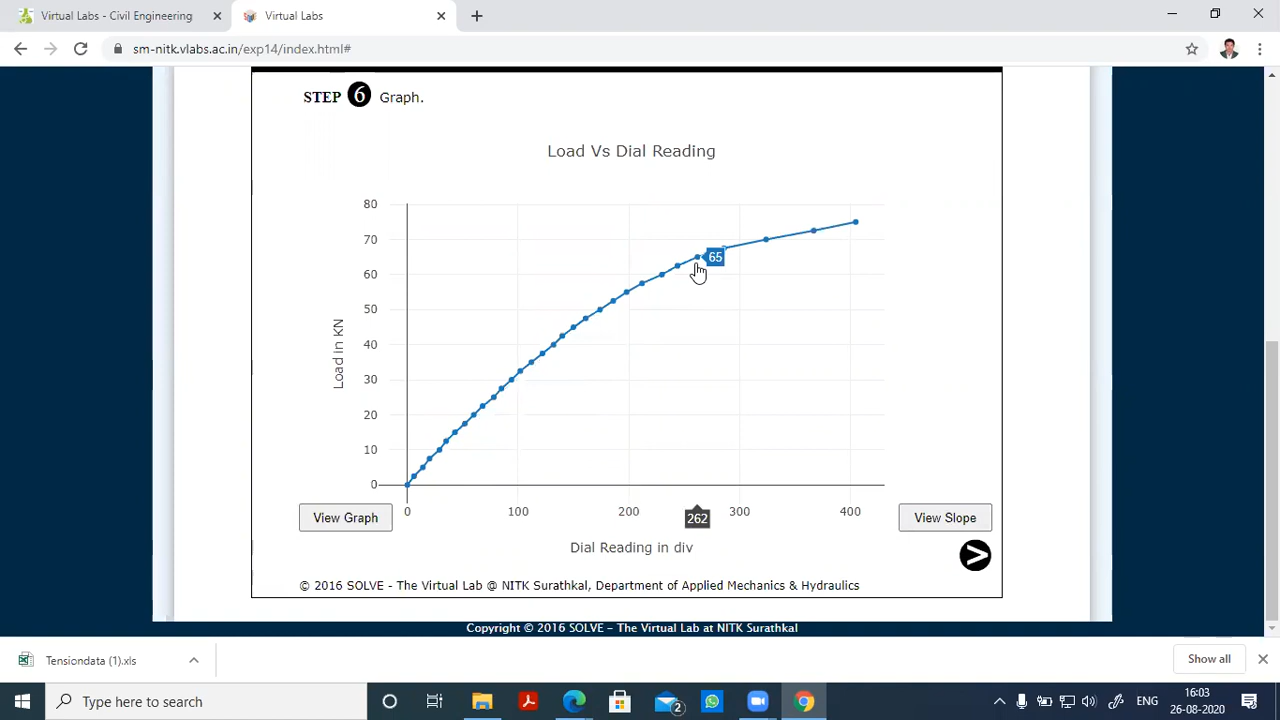 Virtual Labs - Civil Engineering
Virtual Labs
sm-nitk.vlabs.ac.in/exp14/index.html#
STEP 6 Graph.
Load Vs Dial Reading
80
70
60
50
40
30
20
10
0
Load in KN
65
0
100
200
262
300
400
Dial Reading in div
View Graph
View Slope
© 2016 SOLVE - The Virtual Lab @ NITK Surathkal, Department of Applied Mechanics & Hydraulics
Copyright © 2016 SOLVE - The Virtual Lab at NITK Surathkal
Tensiondata (1).xls
Show all
Type here to search
2
ENG
16:03
26-08-2020